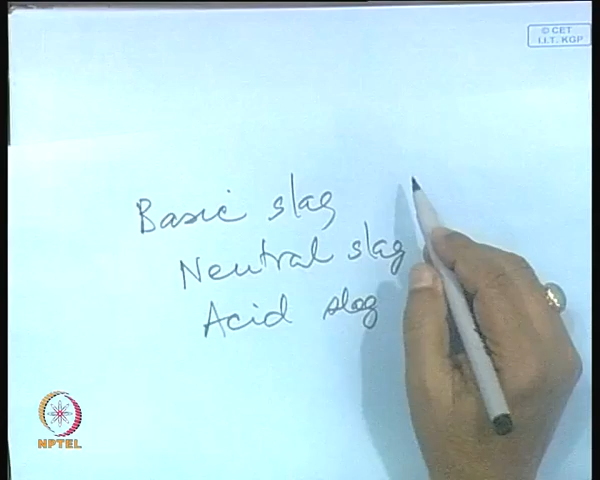 © CET
I.I.T. KGP
Basic slag
Neutral slag
Acid slag
NPTEL